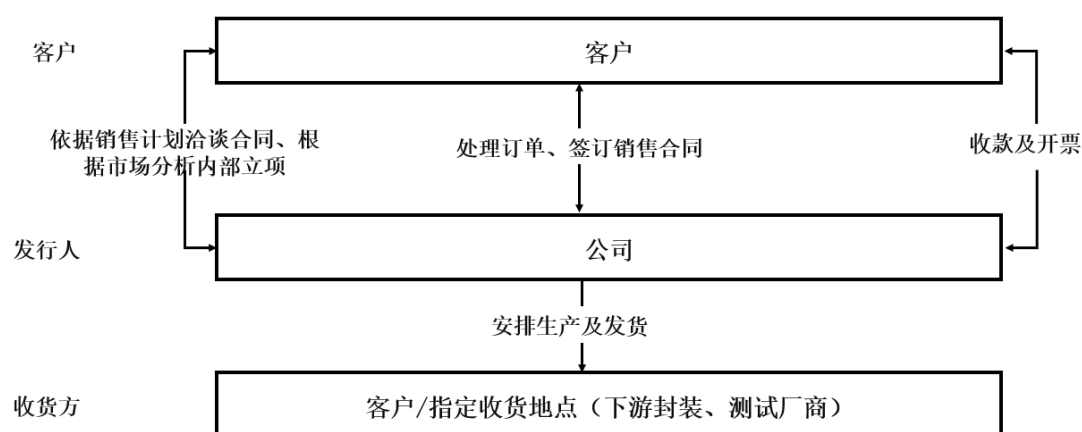 客户
客户
依据销售计划洽谈合同、根
据市场分析内部立项
处理订单、签订销售合同
收款及开票
发行人
公司
安排生产及发货
收货方
客户/指定收货地点（下游封装、测试厂商）